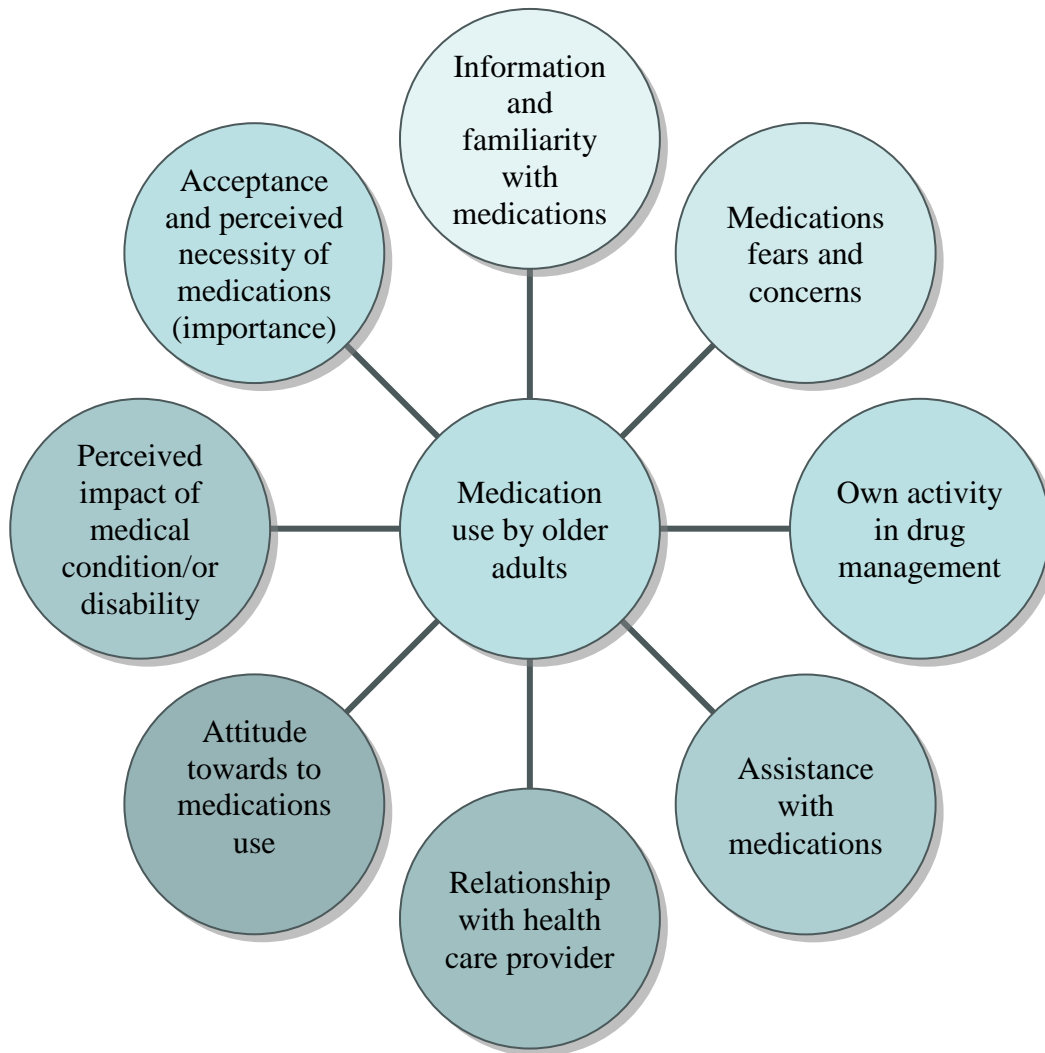 Information
and
familiarity
with
medications
Medications
fears and
concerns
Own activity
in drug
management
Assistance
with
medications
Relationship
with health
care provider
Attitude
towards to
medications
use
Perceived
impact of
medical
condition/or
disability
Acceptance
and perceived
necessity of
medications
(importance)
Medication
use by older
adults